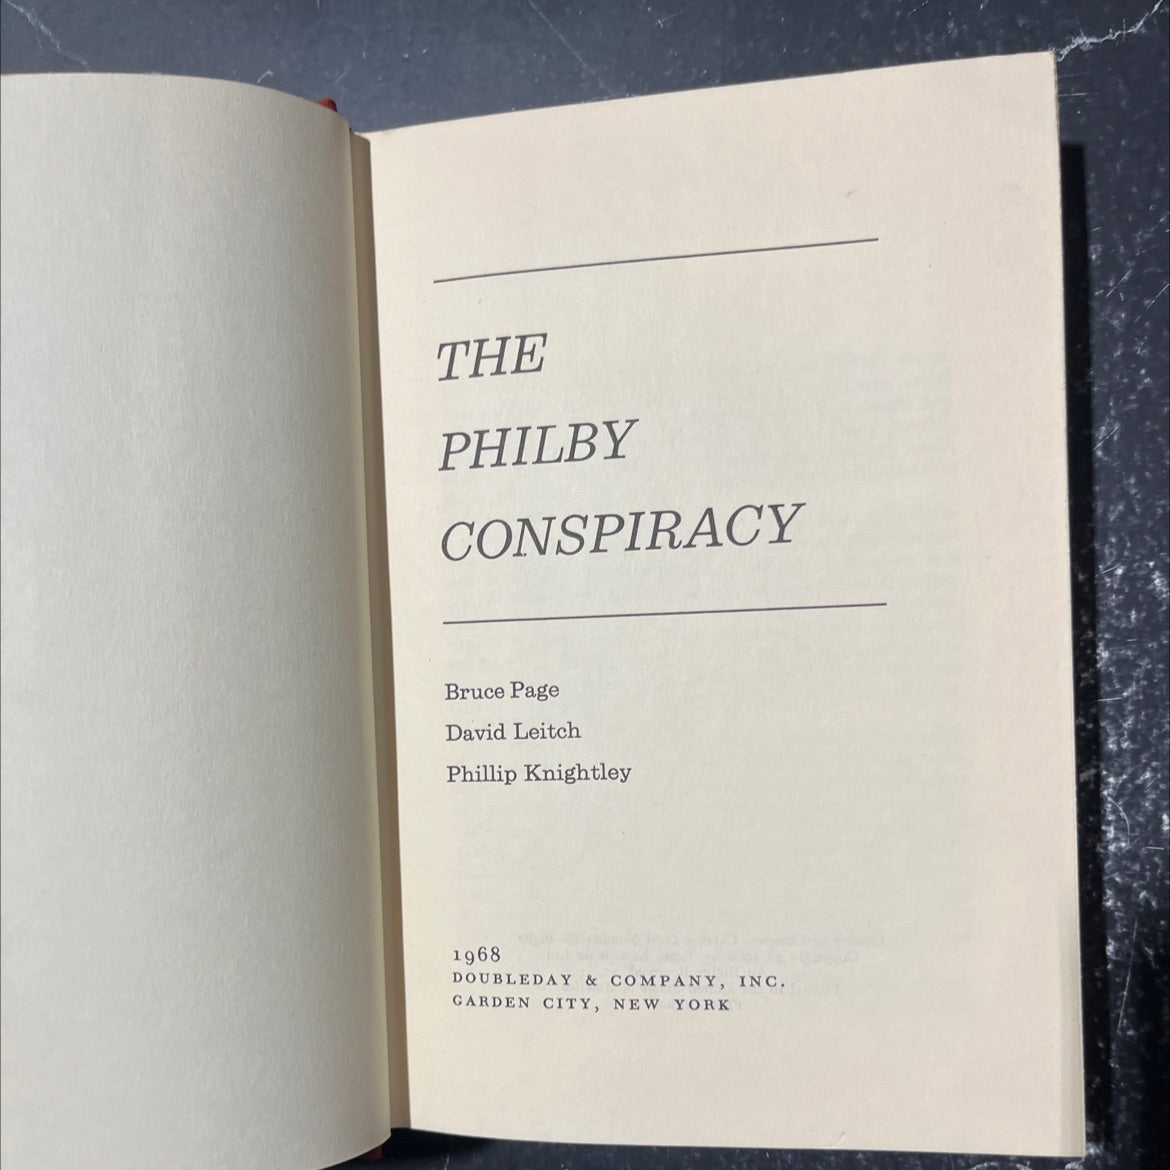 THE
PHILBY
CONSPIRACY
Bruce Page
David Leitch
Phillip Knightley
1968
DOUBLEDAY & COMPANY, INC.
GARDEN CITY, NEW YORK